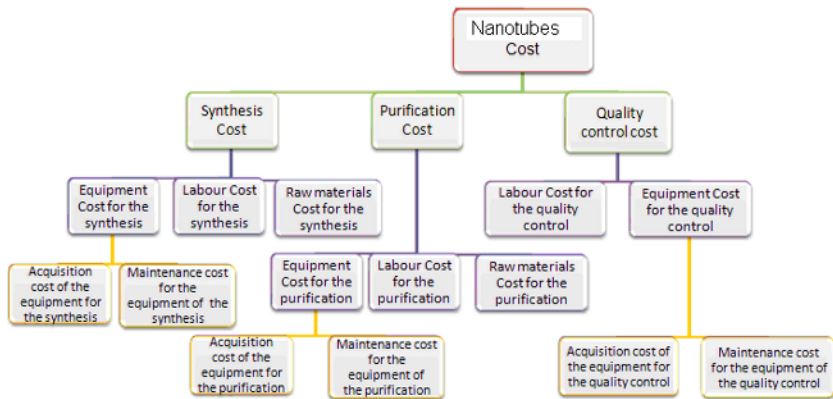 Nanotubes
Cost
Synthesis
Cost
Purification
Cost
Quality
control cost
Equipment
Cost for the
synthesis
Labour Cost
for the
synthesis
Raw materials
Cost for the
synthesis
Labour Cost for
the quality
control
Equipment Cost
for the quality
control
Acquisition
cost of the
equipment for
the synthesis
Maintenance cost
for the
equipment of the
synthesis
Equipment
Cost for the
purification
Labour Cost
for the
purification
Raw materials
Cost for the
purification
Acquisition
cost of the
equipment for
the purification
Maintenance cost
for the
equipment of
the purification
Acquisition cost of
the equipment for
the quality control
Maintenance cost
for the equipment of
the quality control